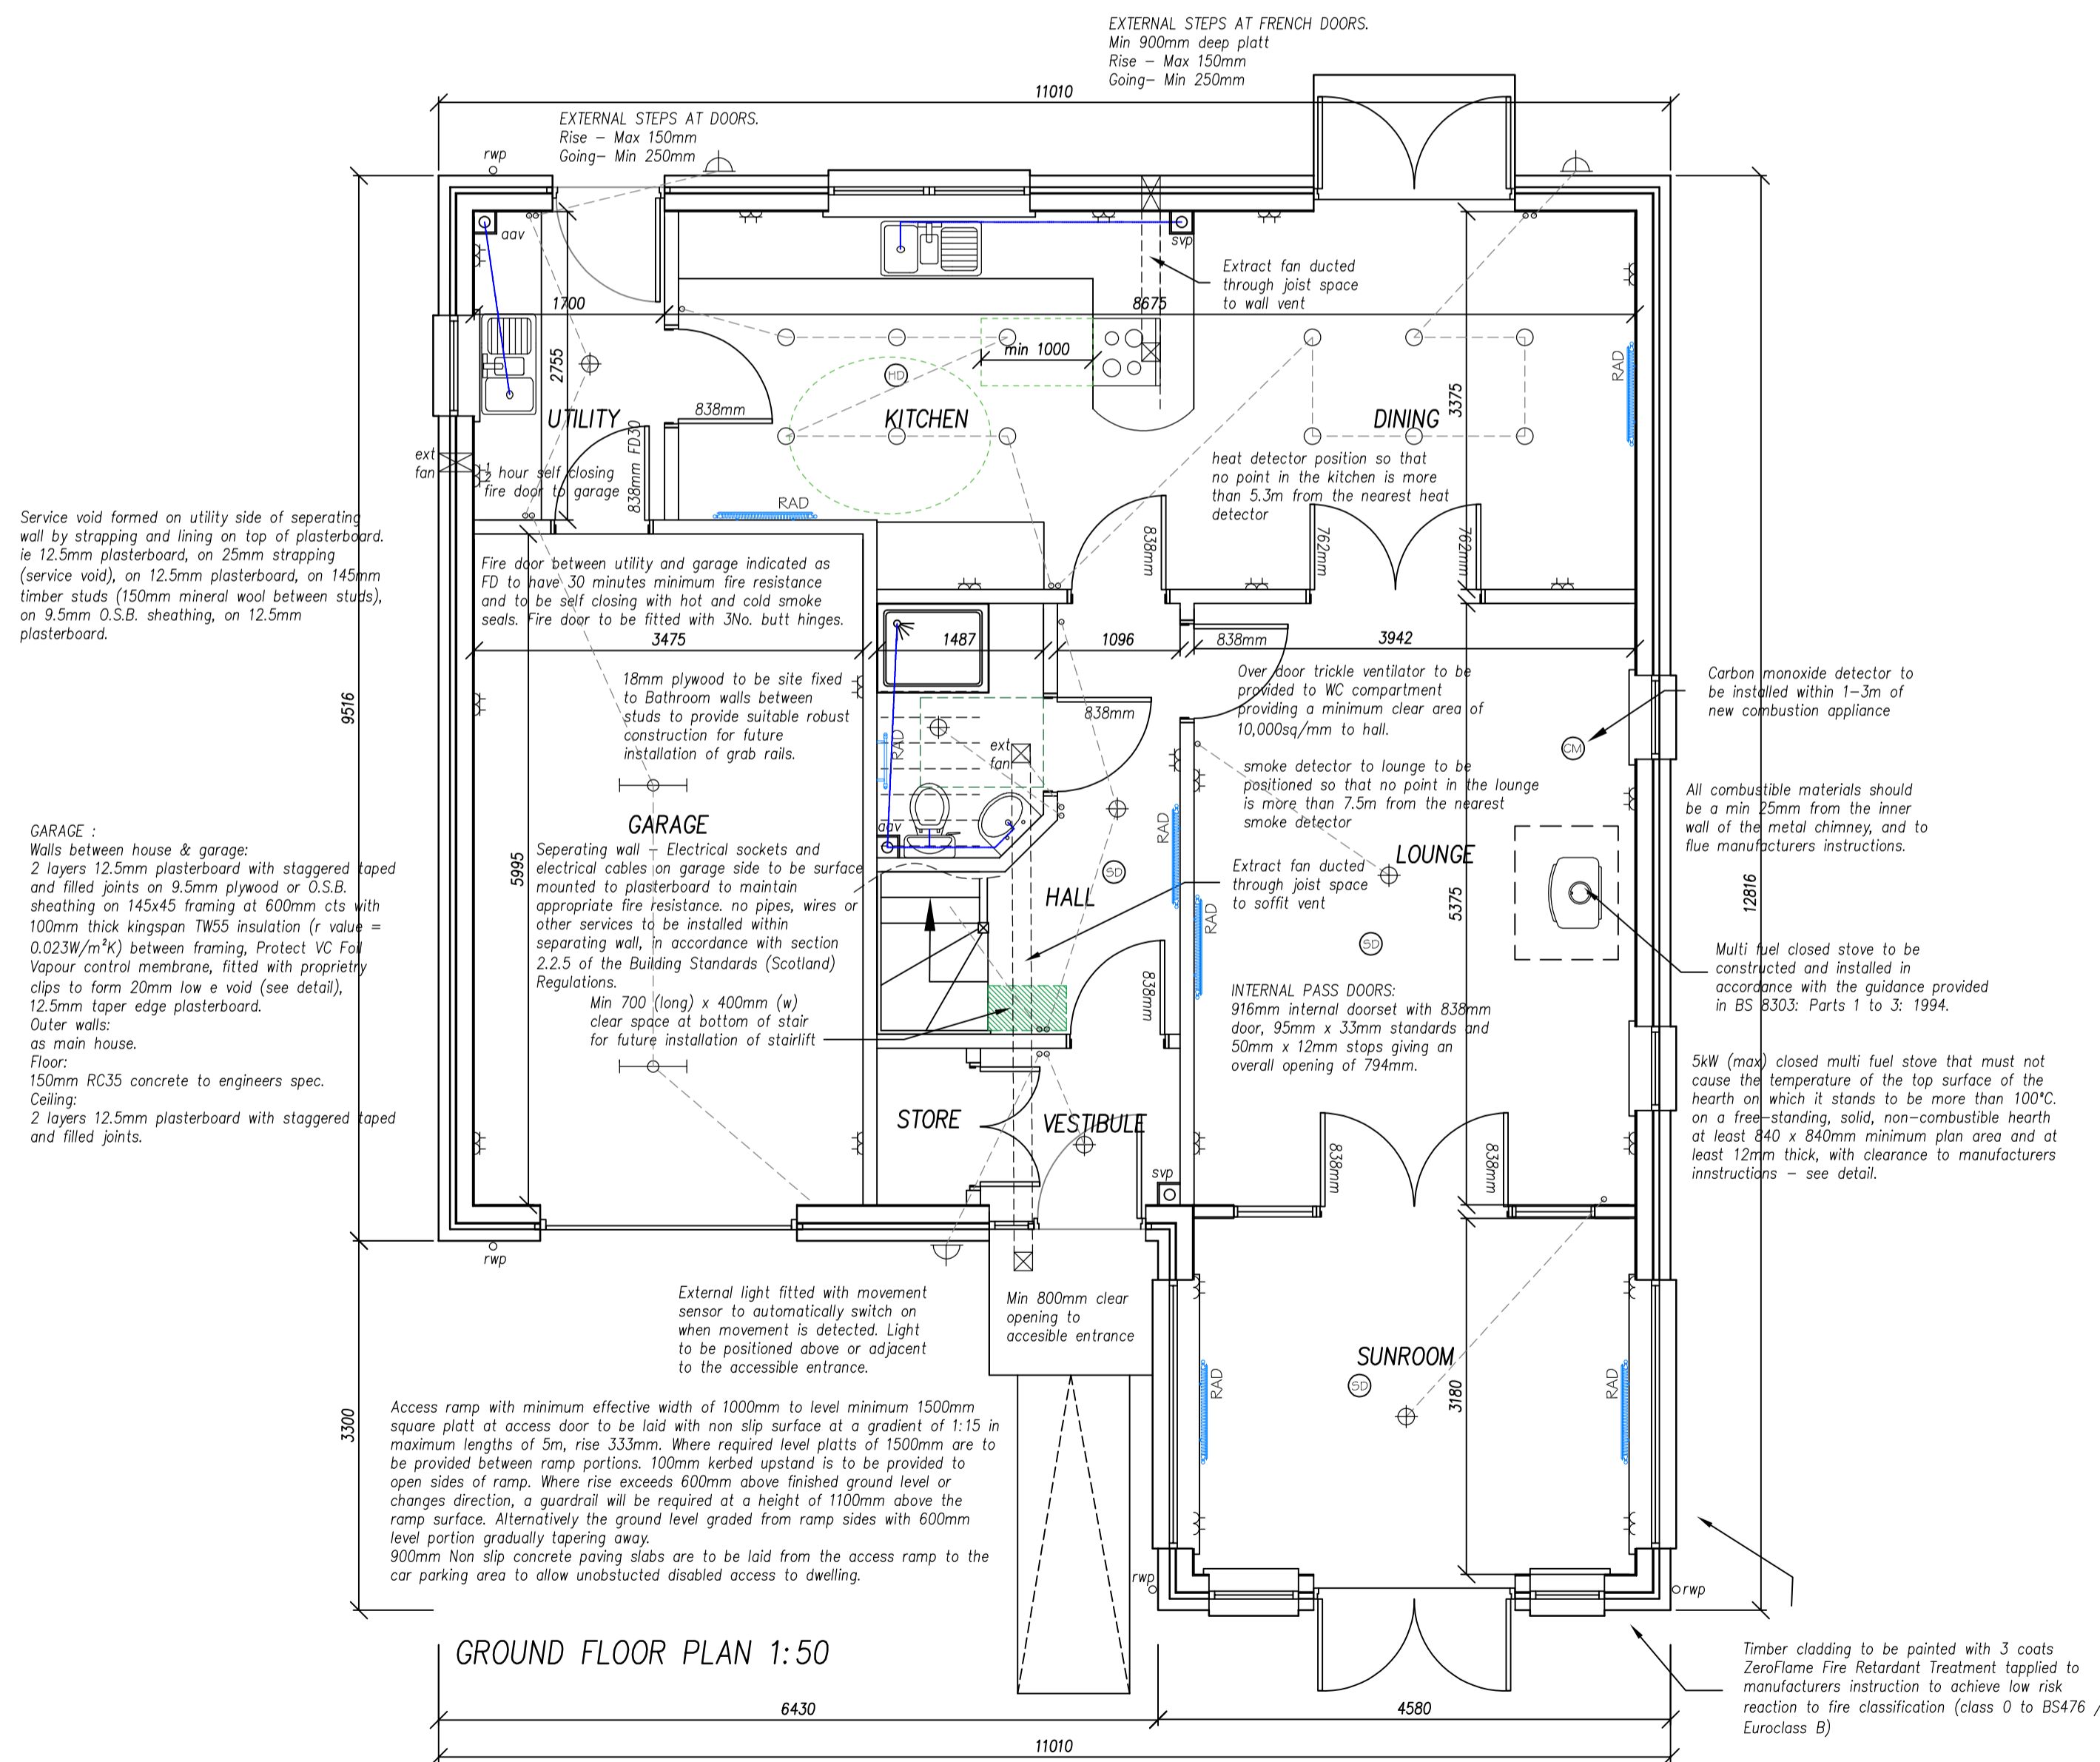 EXTERNAL STEPS AT FRENCH DOORS.
Min 900mm deep platt
Rise – Max 150mm
Going– Min 250mm
11010
EXTERNAL STEPS AT DOORS.
Rise – Max 150mm
Going– Min 250mm
rwp
aav
svp
Extract fan ducted
through joist space
to wall vent
1700
8675
min 1000
2755
HD
RAD
3375
838mm
UTILITY
KITCHEN
DINING
838mm FD30
ext
fan
½ hour self closing
fire door to garage
heat detector position so that
no point in the kitchen is more
than 5.3m from the nearest heat
detector
RAD
838mm
762mm
762mm
Service void formed on utility side of seperating
wall by strapping and lining on top of plasterboard.
ie 12.5mm plasterboard, on 25mm strapping
(service void), on 12.5mm plasterboard, on 145mm
timber studs (150mm mineral wool between studs),
on 9.5mm O.S.B. sheathing, on 12.5mm
plasterboard.
Fire door between utility and garage indicated as
FD to have 30 minutes minimum fire resistance
and to be self closing with hot and cold smoke
seals. Fire door to be fitted with 3No. butt hinges.
3475
1487
1096
838mm
3942
9516
18mm plywood to be site fixed
to Bathroom walls between
studs to provide suitable robust
construction for future
installation of grab rails.
Over door trickle ventilator to be
provided to WC compartment
providing a minimum clear area of
10,000sq/mm to hall.
Carbon monoxide detector to
be installed within 1–3m of
new combustion appliance
838mm
RAD
ext
fan
CM
smoke detector to lounge to be
positioned so that no point in the lounge
is more than 7.5m from the nearest
smoke detector
All combustible materials should
be a min 25mm from the inner
wall of the metal chimney, and to
flue manufacturers instructions.
GARAGE :
Walls between house & garage:
2 layers 12.5mm plasterboard with staggered taped
and filled joints on 9.5mm plywood or O.S.B.
sheathing on 145x45 framing at 600mm cts with
100mm thick kingspan TW55 insulation (r value =
0.023W/m²K) between framing, Protect VC Foil
Vapour control membrane, fitted with proprietry
clips to form 20mm low e void (see detail),
12.5mm taper edge plasterboard.
Outer walls:
as main house.
Floor:
150mm RC35 concrete to engineers spec.
Ceiling:
2 layers 12.5mm plasterboard with staggered taped
and filled joints.
GARAGE
aav
RAD
LOUNGE
5995
Seperating wall – Electrical sockets and
electrical cables on garage side to be surface
mounted to plasterboard to maintain
appropriate fire resistance. no pipes, wires or
other services to be installed within
separating wall, in accordance with section
2.2.5 of the Building Standards (Scotland)
Regulations.
SD
HALL
Extract fan ducted
through joist space
to soffit vent
5375
12816
RAD
SD
Multi fuel closed stove to be
constructed and installed in
accordance with the guidance provided
in BS 8303: Parts 1 to 3: 1994.
Min 700 (long) x 400mm (w)
clear space at bottom of stair
for future installation of stairlift
838mm
INTERNAL PASS DOORS:
916mm internal doorset with 838mm
door, 95mm x 33mm standards and
50mm x 12mm stops giving an
overall opening of 794mm.
5kW (max) closed multi fuel stove that must not
cause the temperature of the top surface of the
hearth on which it stands to be more than 100°C.
on a free–standing, solid, non–combustible hearth
at least 840 x 840mm minimum plan area and at
least 12mm thick, with clearance to manufacturers
innstructions – see detail.
STORE
VESTIBULE
838mm
838mm
svp
rwp
External light fitted with movement
sensor to automatically switch on
when movement is detected. Light
to be positioned above or adjacent
to the accessible entrance.
Min 800mm clear
opening to
accesible entrance
SUNROOM
SD
RAD
RAD
3180
3300
Access ramp with minimum effective width of 1000mm to level minimum 1500mm
square platt at access door to be laid with non slip surface at a gradient of 1:15 in
maximum lengths of 5m, rise 333mm. Where required level platts of 1500mm are to
be provided between ramp portions. 100mm kerbed upstand is to be provided to
open sides of ramp. Where rise exceeds 600mm above finished ground level or
changes direction, a guardrail will be required at a height of 1100mm above the
ramp surface. Alternatively the ground level graded from ramp sides with 600mm
level portion gradually tapering away.
900mm Non slip concrete paving slabs are to be laid from the access ramp to the
car parking area to allow unobstucted disabled access to dwelling.
rwp
rwp
GROUND FLOOR PLAN 1:50
Timber cladding to be painted with 3 coats
ZeroFlame Fire Retardant Treatment tapplied to
manufacturers instruction to achieve low risk
reaction to fire classification (class 0 to BS476 /
Euroclass B)
6430
4580
11010